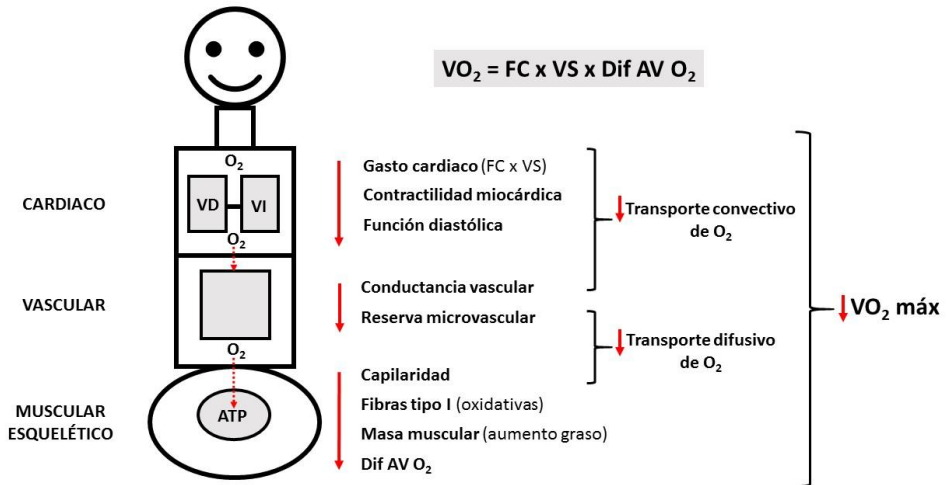 VO₂ = FC x VS x Dif AV O₂
CARDIACO
O₂
VD
VI
O₂
Gasto cardiaco (FC x VS)
Contractilidad miocárdica
Función diastólica
Transporte convectivo
de O₂
VASCULAR
O₂
Conductancia vascular
Reserva microvascular
Transporte difusivo
de O₂
VO₂ máx
MUSCULAR
ESQUELÉTICO
ATP
Capilaridad
Fibras tipo I (oxidativas)
Masa muscular (aumento graso)
Dif AV O₂